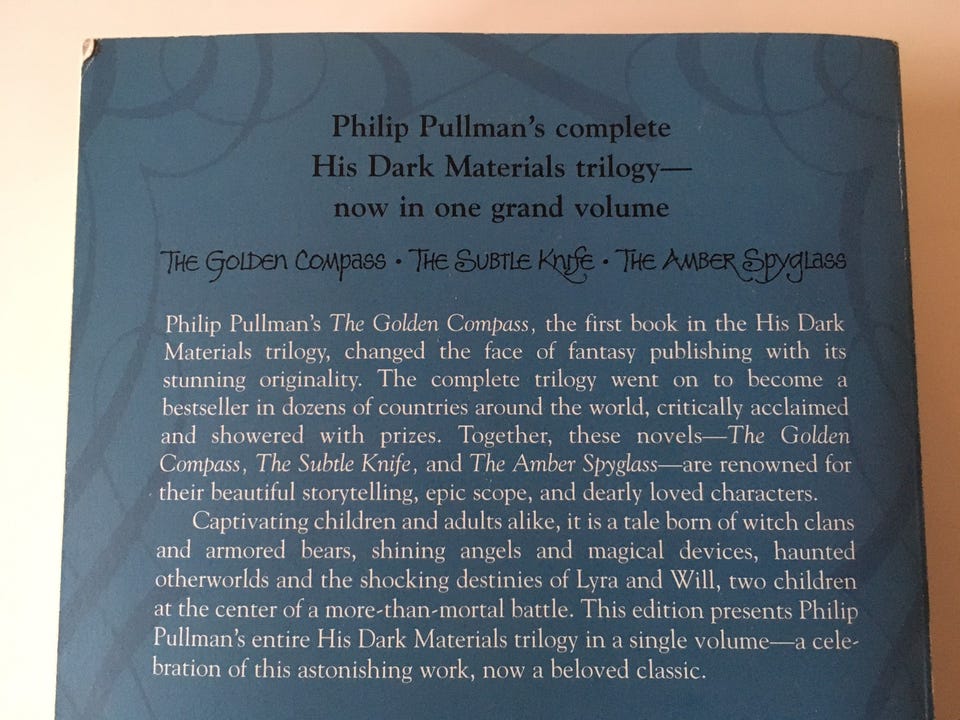 Philip Pullman's complete
His Dark Materials trilogy—
now in one grand volume
The Golden Compass • The Subtle Knife • The Amber Spyglass
Philip Pullman's The Golden Compass, the first book in the His Dark
Materials trilogy, changed the face of fantasy publishing with its
stunning originality. The complete trilogy went on to become a
bestseller in dozens of countries around the world, critically acclaimed
and showered with prizes. Together, these novels—The Golden
Compass, The Subtle Knife, and The Amber Spyglass—are renowned for
their beautiful storytelling, epic scope, and dearly loved characters.
Captivating children and adults alike, it is a tale born of witch clans
and armored bears, shining angels and magical devices, haunted
otherworlds and the shocking destinies of Lyra and Will, two children
at the center of a more-than-mortal battle. This edition presents Philip
Pullman's entire His Dark Materials trilogy in a single volume—a cele-
bration of this astonishing work, now a beloved classic.